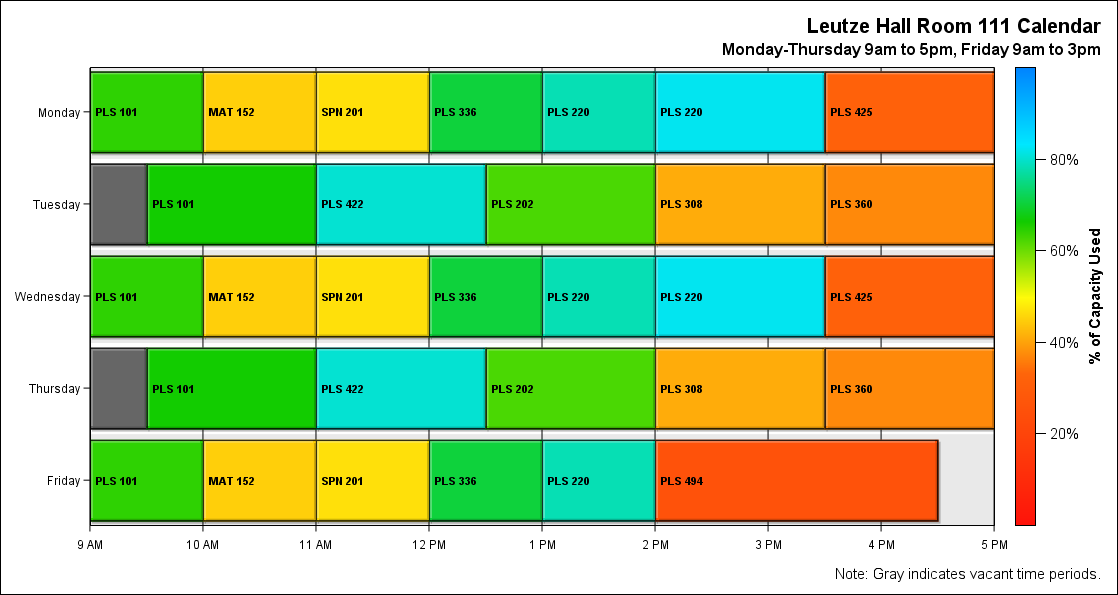 Leutze Hall Room 111 Calendar
Monday-Thursday 9am to 5pm, Friday 9am to 3pm
Monday
PLS 101 MAT 152 SPN 201 PLS 336 PLS 220 PLS 220 PLS 425
Tuesday
PLS 101 PLS 422 PLS 202 PLS 308 PLS 360
Wednesday
PLS 101 MAT 152 SPN 201 PLS 336 PLS 220 PLS 220 PLS 425
Thursday
PLS 101 PLS 422 PLS 202 PLS 308 PLS 360
Friday
PLS 101 MAT 152 SPN 201 PLS 336 PLS 220 PLS 494
9 AM 10 AM 11 AM 12 PM 1 PM 2 PM 3 PM 4 PM 5 PM
80%
60%
40%
20%
% of Capacity Used
Note: Gray indicates vacant time periods.